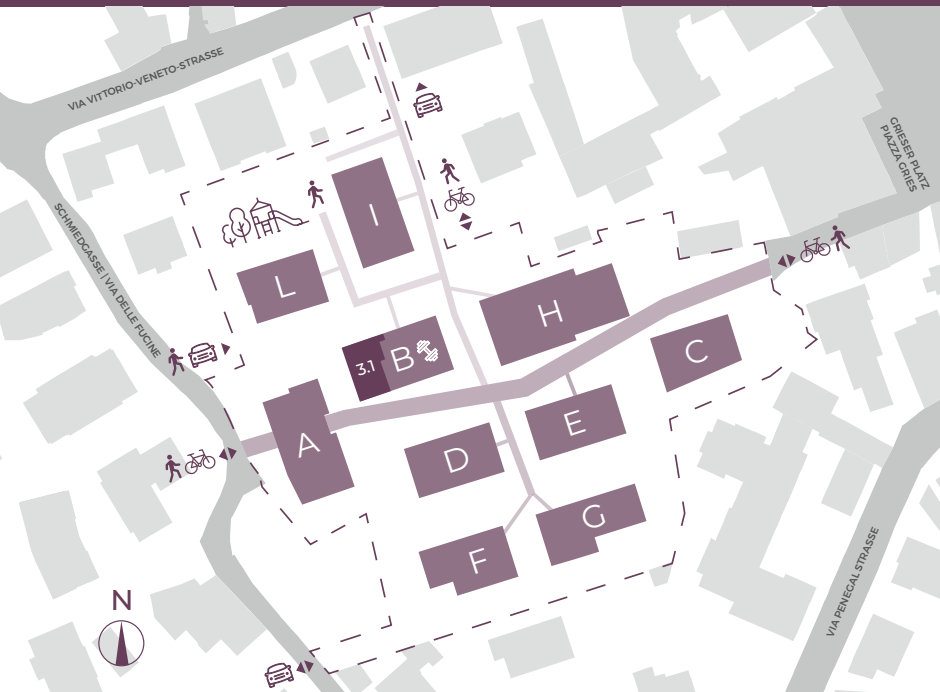 VIA VITTORIO-VENETO-STRASSE
GRIESER PLATZ
PIAZZA GRIES
SCHMIEDGASSE | VIA DELLE FUCINE
I
L
H
3.1
B
C
A
E
D
G
F
VIA PENEGAL STRASSE
N